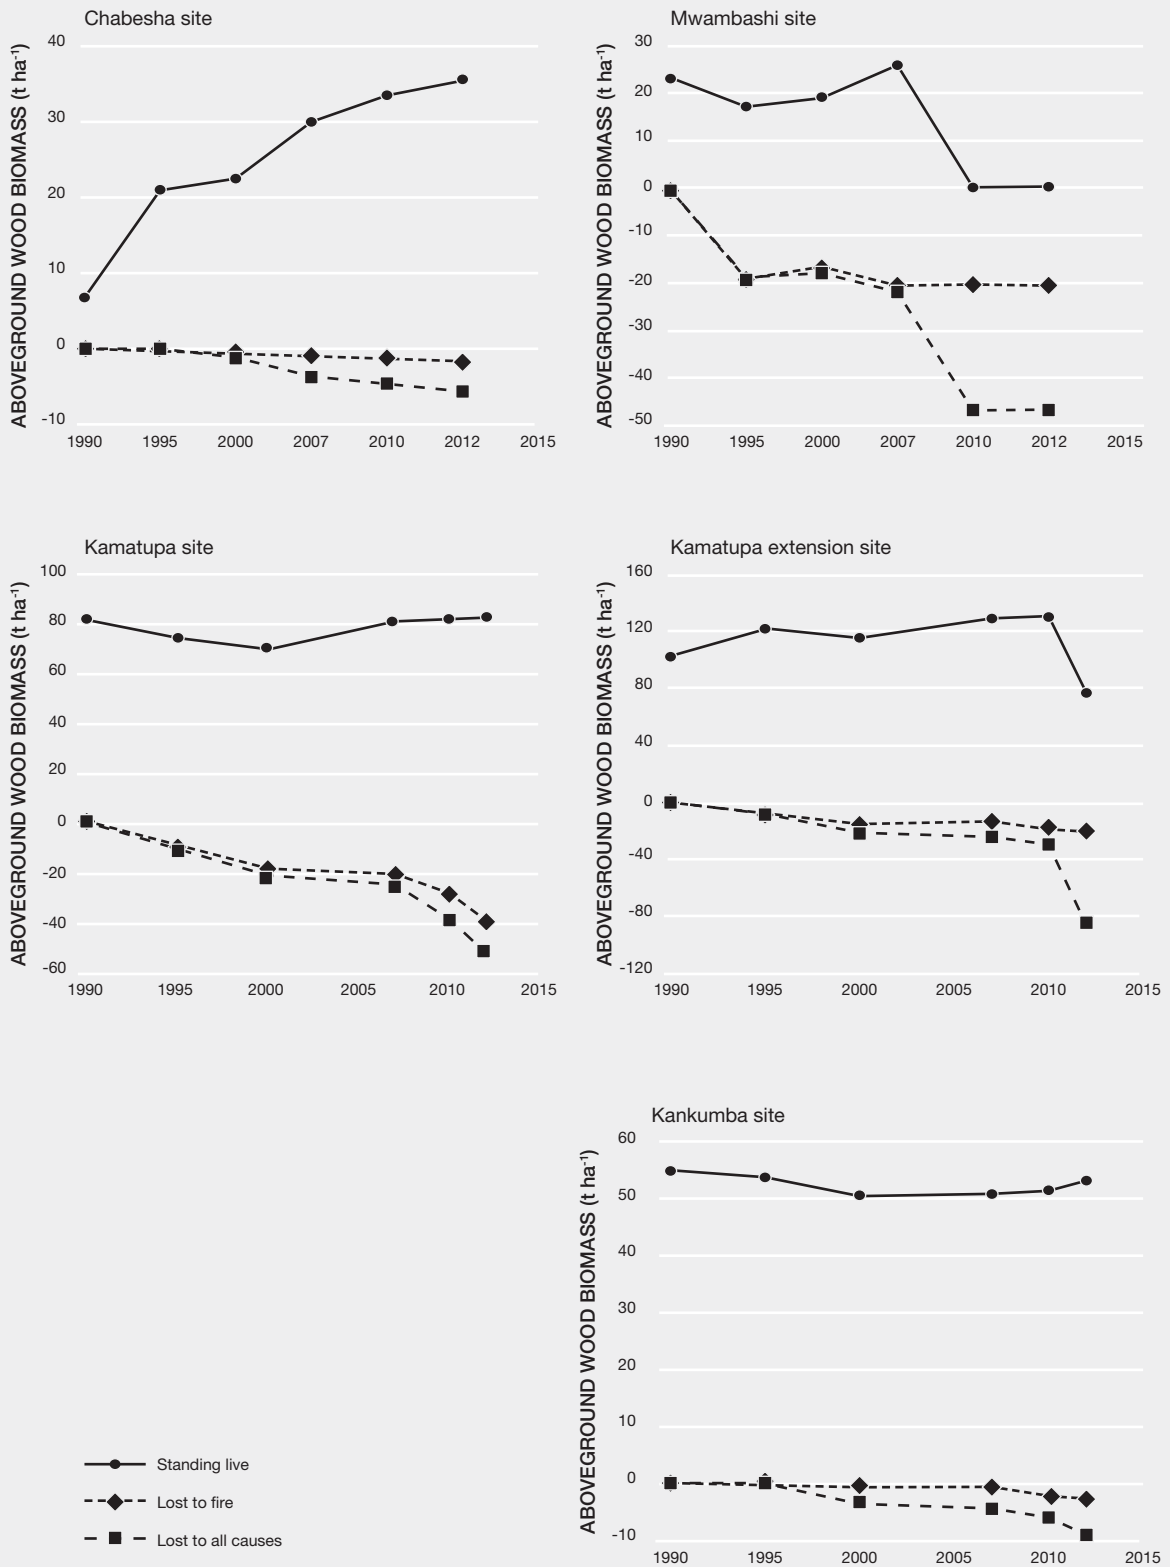 Chabesha site
ABOVEGROUND WOOD BIOMASS (t ha-1)
40
30
20
10
0
-10
1990 1995 2000 2007 2010 2012 2015
Mwambashi site
ABOVEGROUND WOOD BIOMASS (t ha-1)
30
20
10
0
-10
-20
-30
-40
-50
1990 1995 2000 2007 2010 2012 2015
Kamatupa site
ABOVEGROUND WOOD BIOMASS (t ha-1)
100
80
60
40
20
0
-20
-40
-60
1990 1995 2000 2005 2010 2015
Kamatupa extension site
ABOVEGROUND WOOD BIOMASS (t ha-1)
160
120
80
40
0
-40
-80
-120
1990 1995 2000 2005 2010 2015
Kankumba site
ABOVEGROUND WOOD BIOMASS (t ha-1)
60
50
40
30
20
10
0
-10
1990 1995 2000 2005 2010 2015
Standing live
Lost to fire
Lost to all causes